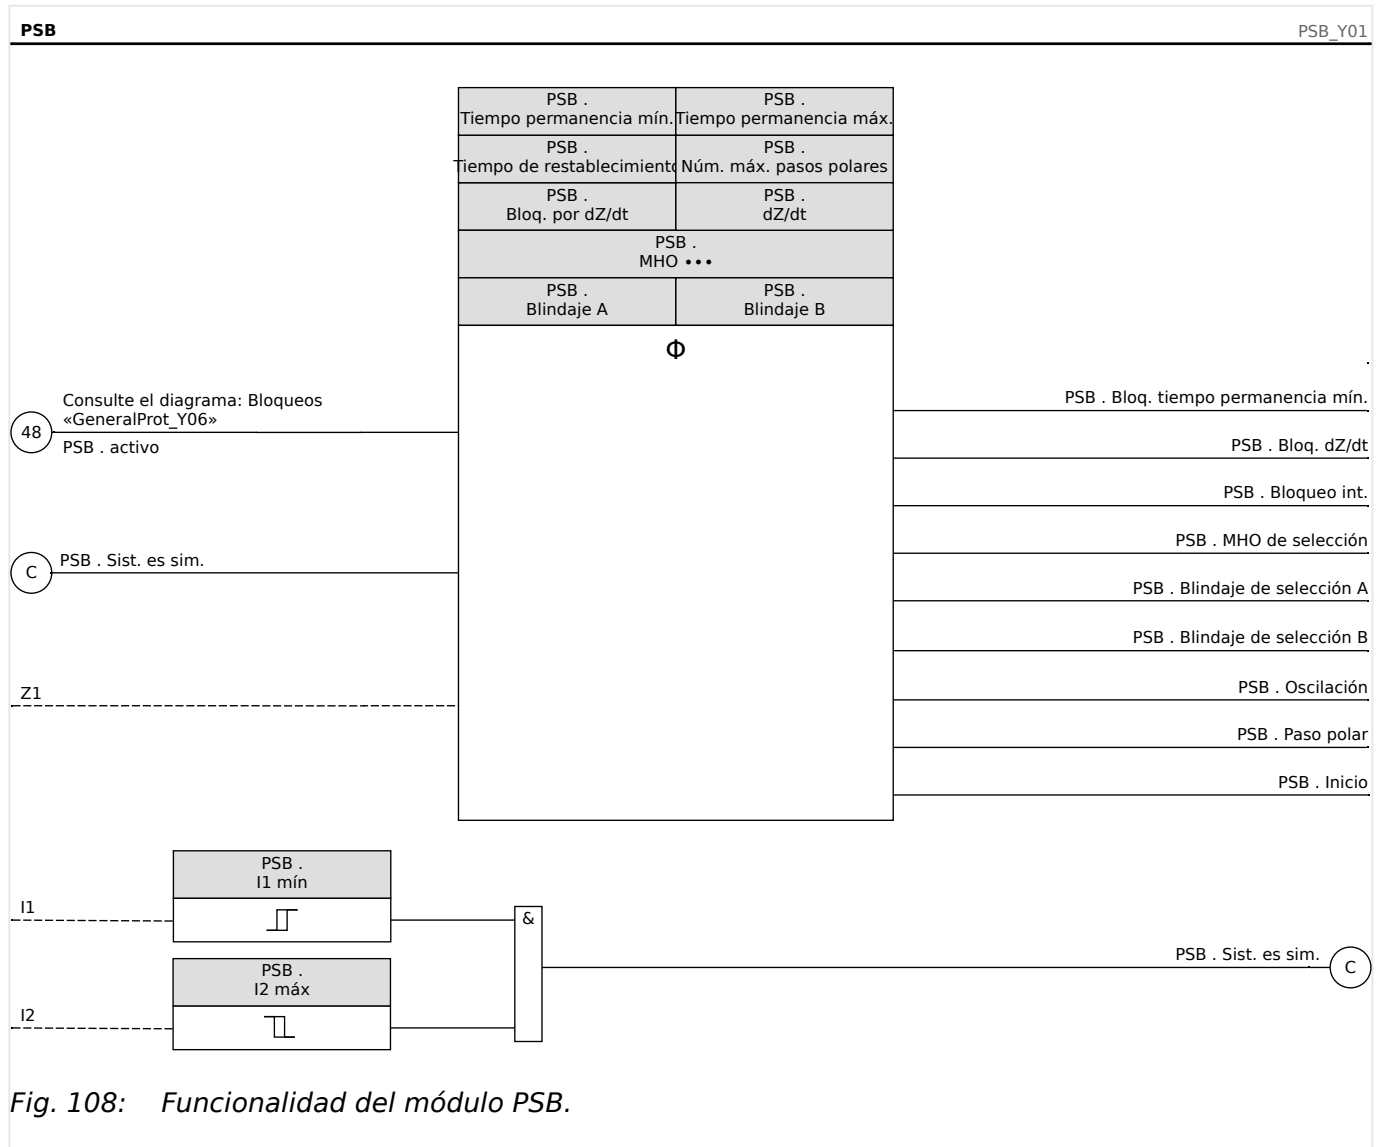 PSB
PSB_Y01
PSB .
Tiempo permanencia mín.
PSB .
Tiempo permanencia máx.
PSB .
Tiempo de restablecimiento
PSB .
Núm. máx. pasos polares
PSB .
Bloq. por dZ/dt
PSB .
dZ/dt
PSB .
MHO •••
PSB .
Blindaje A
PSB .
Blindaje B
Φ
48
Consulte el diagrama: Bloqueos
«GeneralProt_Y06»
PSB . activo
C
PSB . Sist. es sim.
Z1
PSB . Bloq. tiempo permanencia mín.
PSB . Bloq. dZ/dt
PSB . Bloqueo int.
PSB . MHO de selección
PSB . Blindaje de selección A
PSB . Blindaje de selección B
PSB . Oscilación
PSB . Paso polar
PSB . Inicio
PSB .
I1 mín
I1
&
PSB .
I2 máx
I2
PSB . Sist. es sim.
C
Fig. 108: Funcionalidad del módulo PSB.